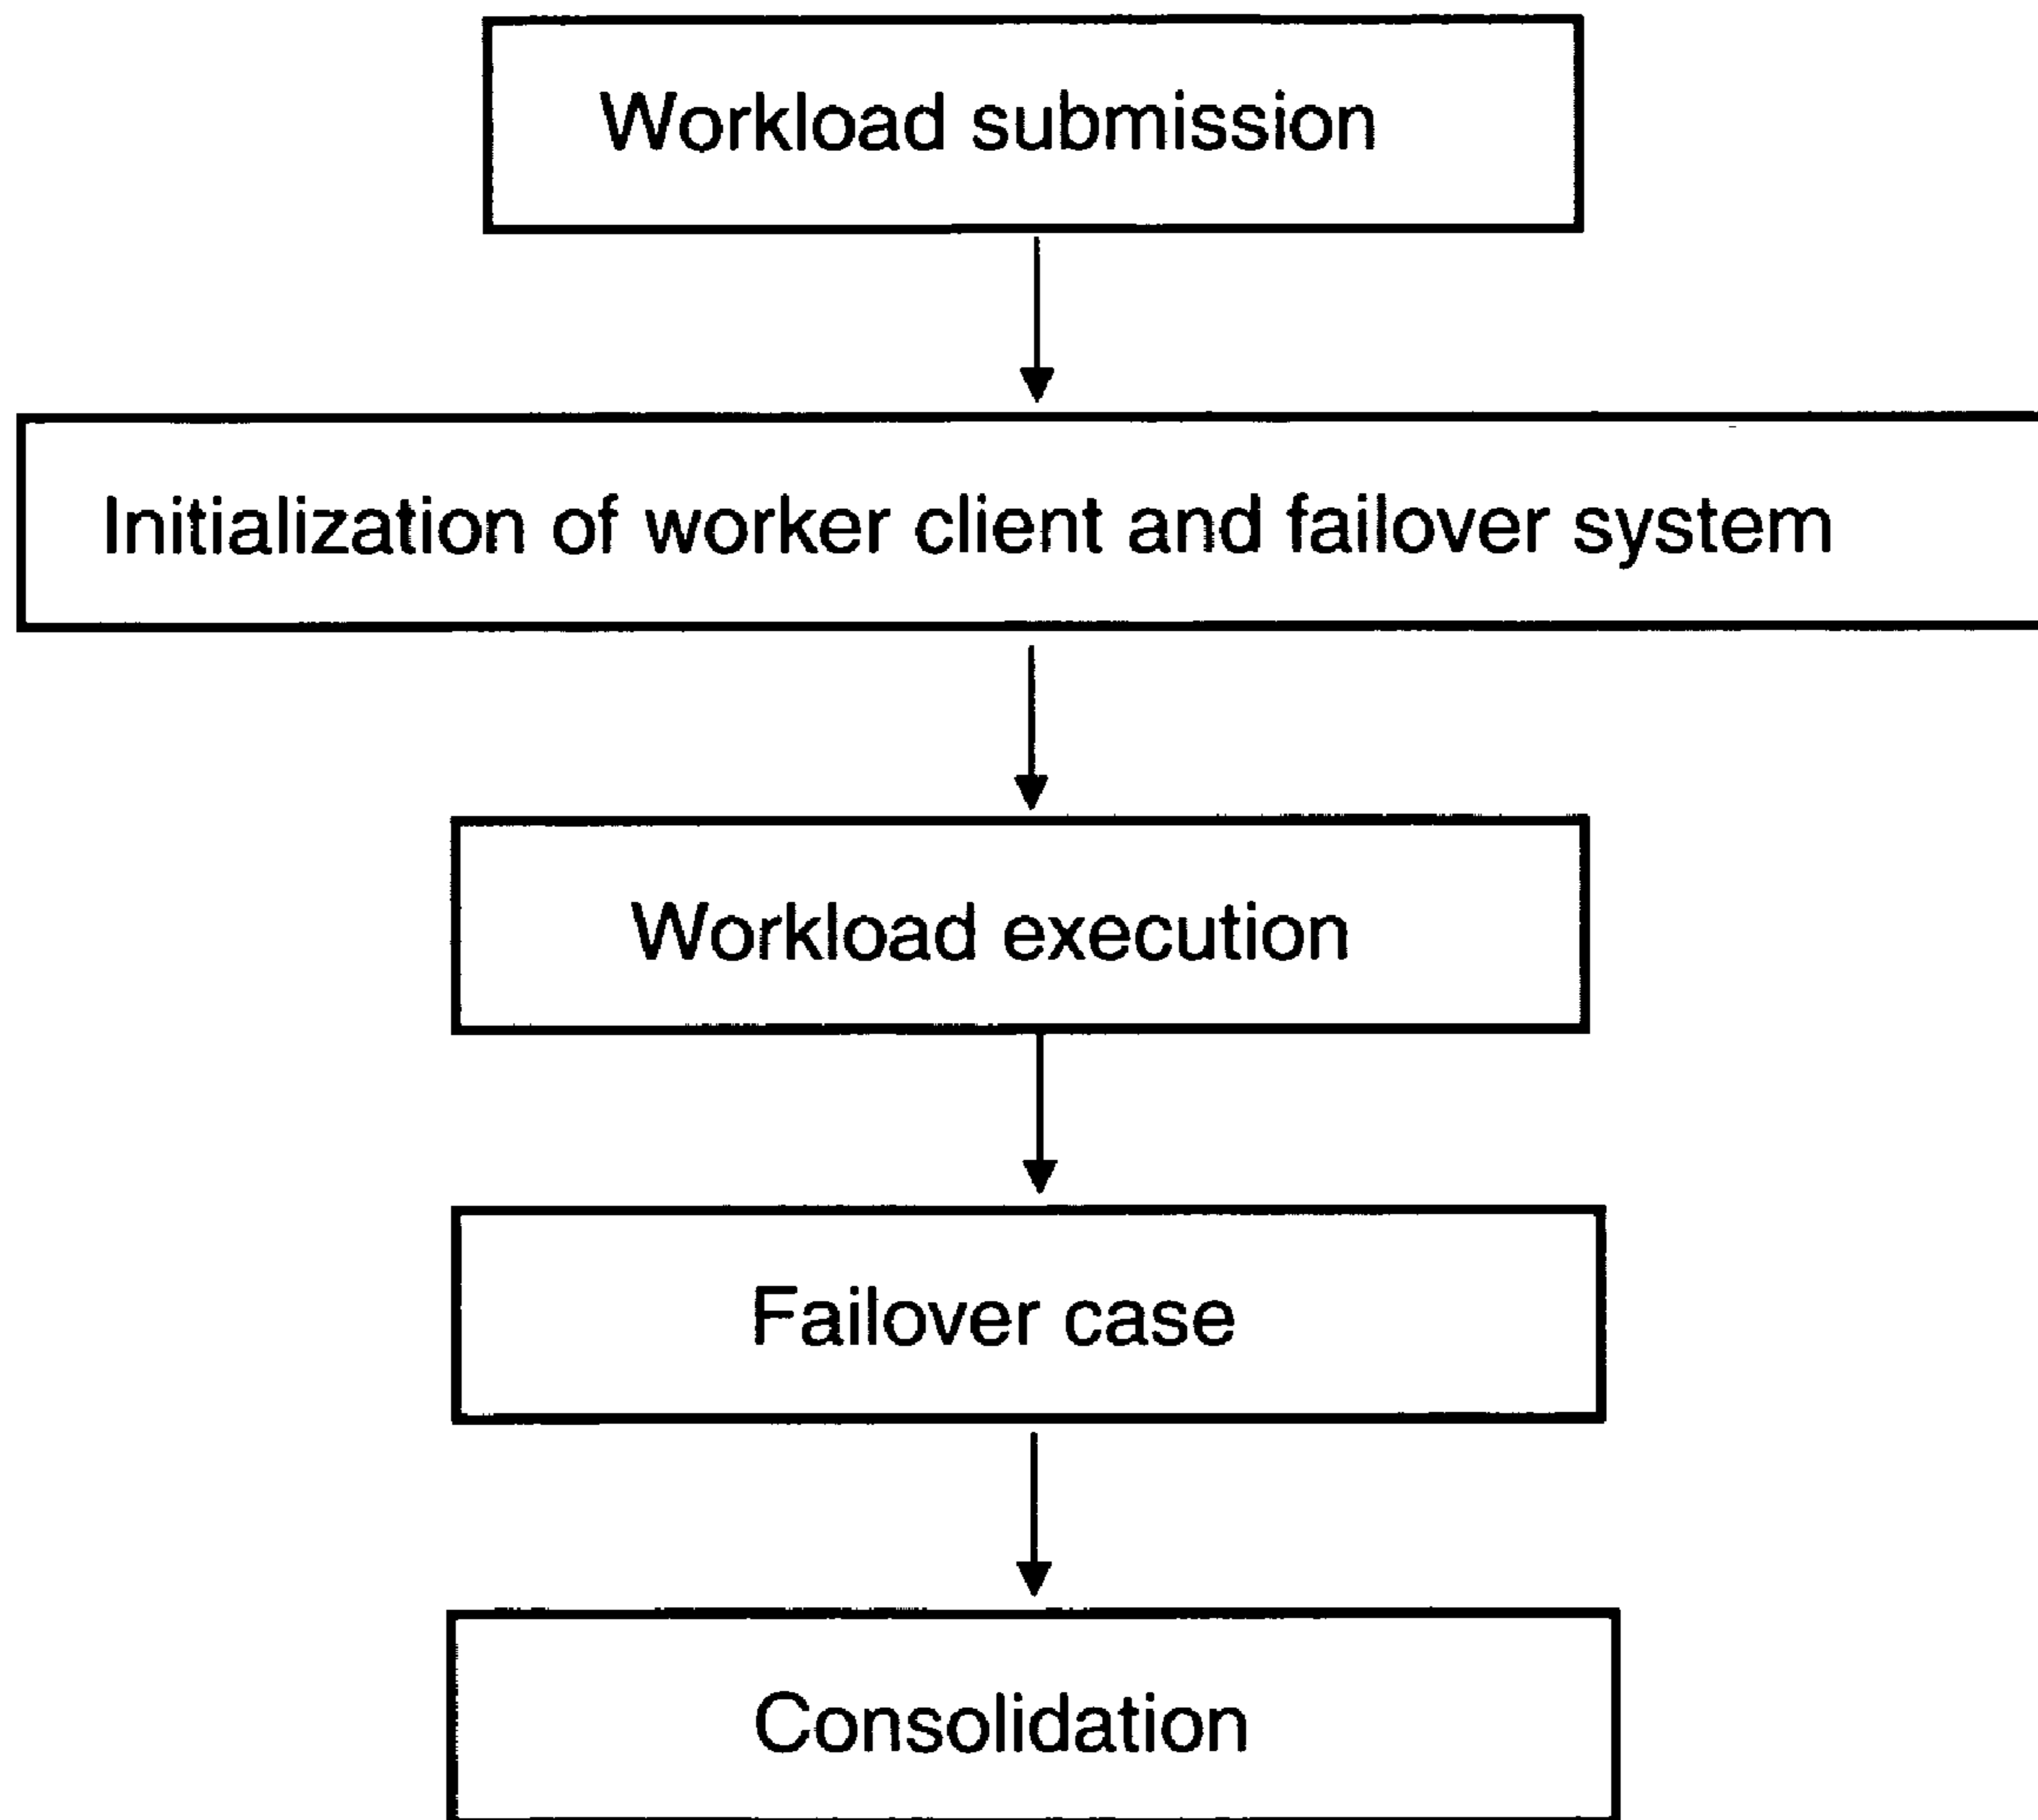 Workload submission
Initialization of worker client and failover system
Workload execution
Failover case
Consolidation